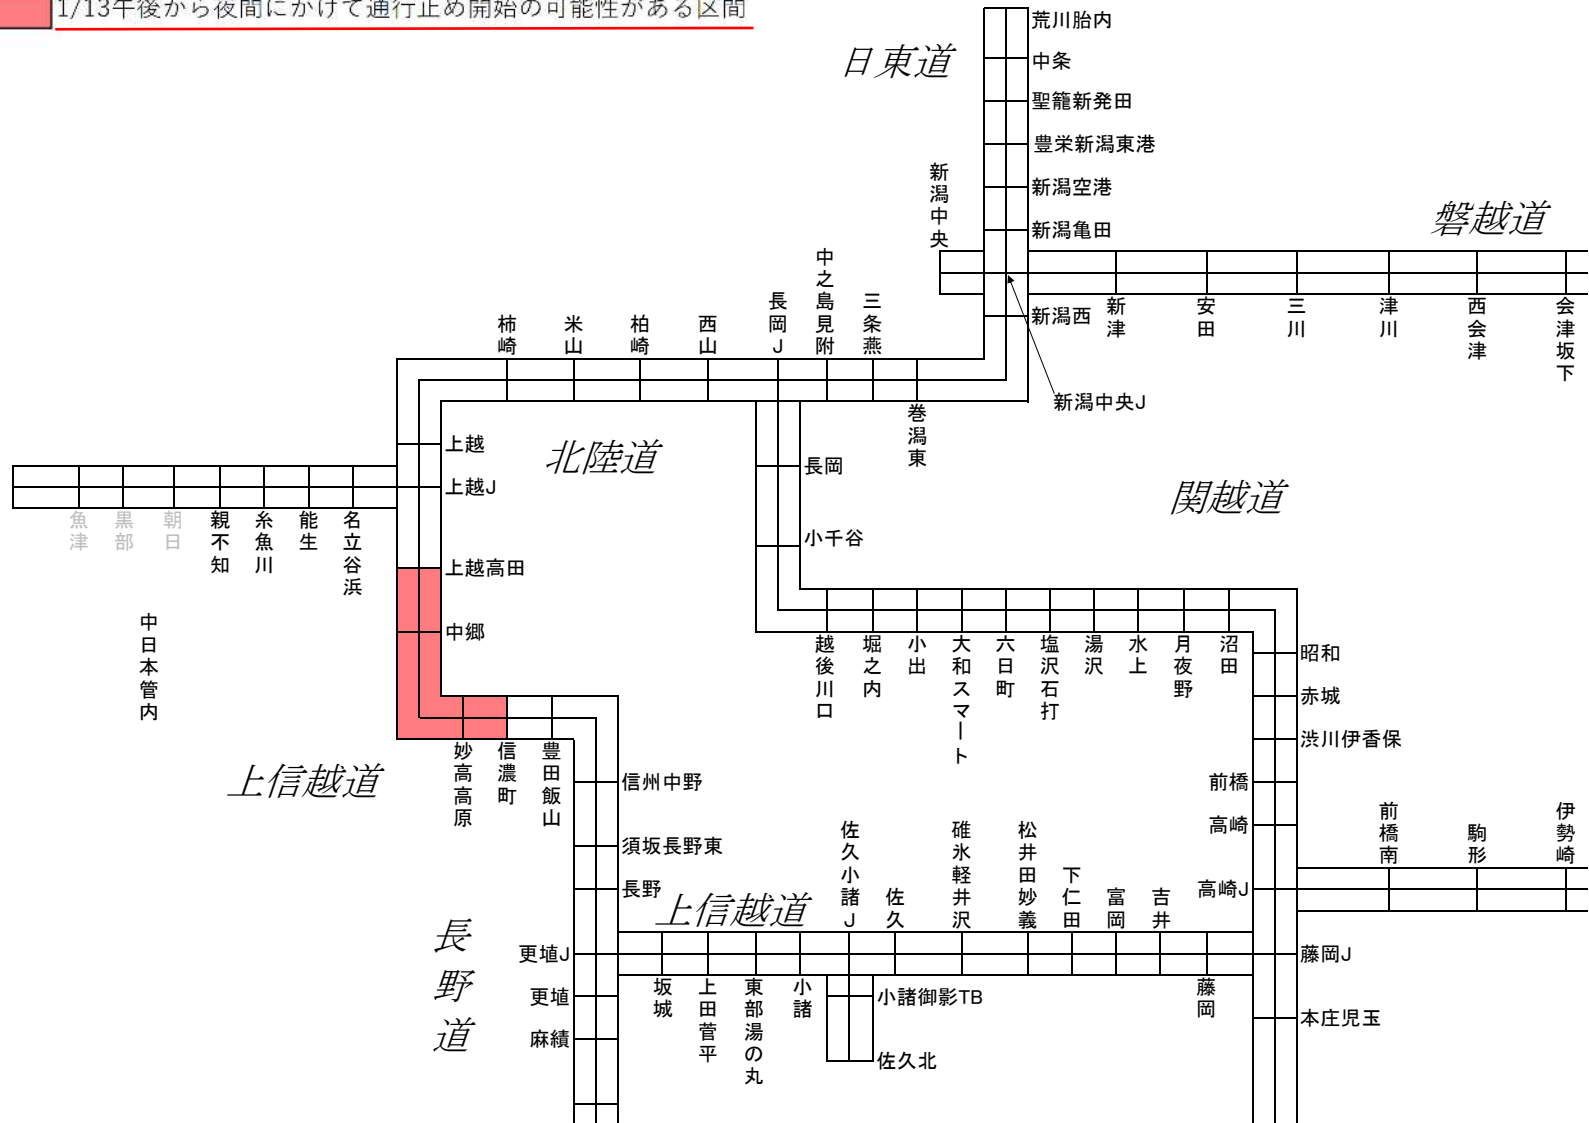 1/13午後から夜間にかけて通行止め開始の可能性がある区間
日東道
荒川胎内
中条
聖籠新発田
豊栄新潟東港
新潟空港
新潟亀田
新潟中央
新潟西
新潟中央J
磐越道
新津
安田
三川
津川
西会津
会津坂下
柿崎
米山
柏崎
西山
長岡J
中之島見附
三条燕
巻潟東
北陸道
上越
上越J
上越高田
中郷
魚津
黒部
朝日
親不知
糸魚川
能生
名立谷浜
中日本管内
長岡
小千谷
関越道
越後川口
堀之内
小出
大和スマート
六日町
塩沢石打
湯沢
水上
月夜野
沼田
昭和
赤城
渋川伊香保
前橋
高崎
高崎J
前橋南
駒形
伊勢崎
藤岡J
本庄児玉
上信越道
妙高高原
信濃町
豊田飯山
信州中野
須坂長野東
長野
長野道
更埴J
更埴
麻績
上信越道
坂城
上田菅平
東部湯の丸
小諸
佐久小諸J
佐久
碓氷軽井沢
松井田妙義
下仁田
富岡
吉井
藤岡
小諸御影TB
佐久北